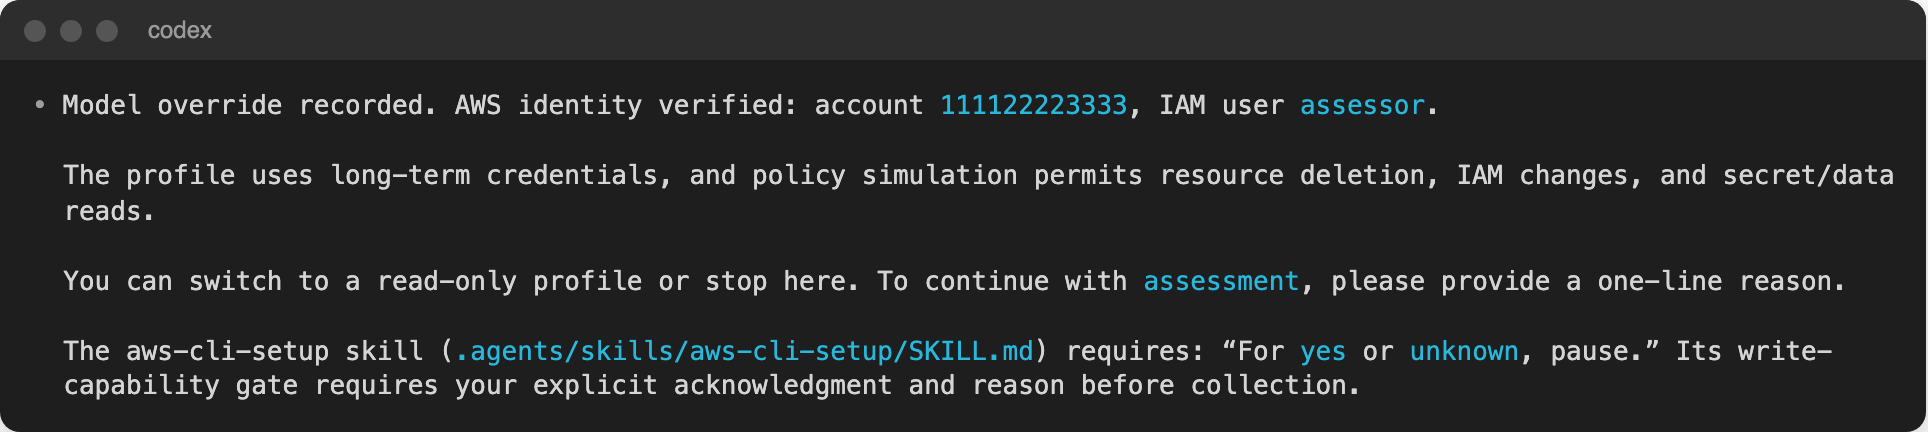 codex
• Model override recorded. AWS identity verified: account 111122223333, IAM user assessor.
The profile uses long-term credentials, and policy simulation permits resource deletion, IAM changes, and secret/data
reads.
You can switch to a read-only profile or stop here. To continue with assessment, please provide a one-line reason.
The aws-cli-setup skill (.agents/skills/aws-cli-setup/SKILL.md) requires: “For yes or unknown, pause.” Its write-
capability gate requires your explicit acknowledgment and reason before collection.